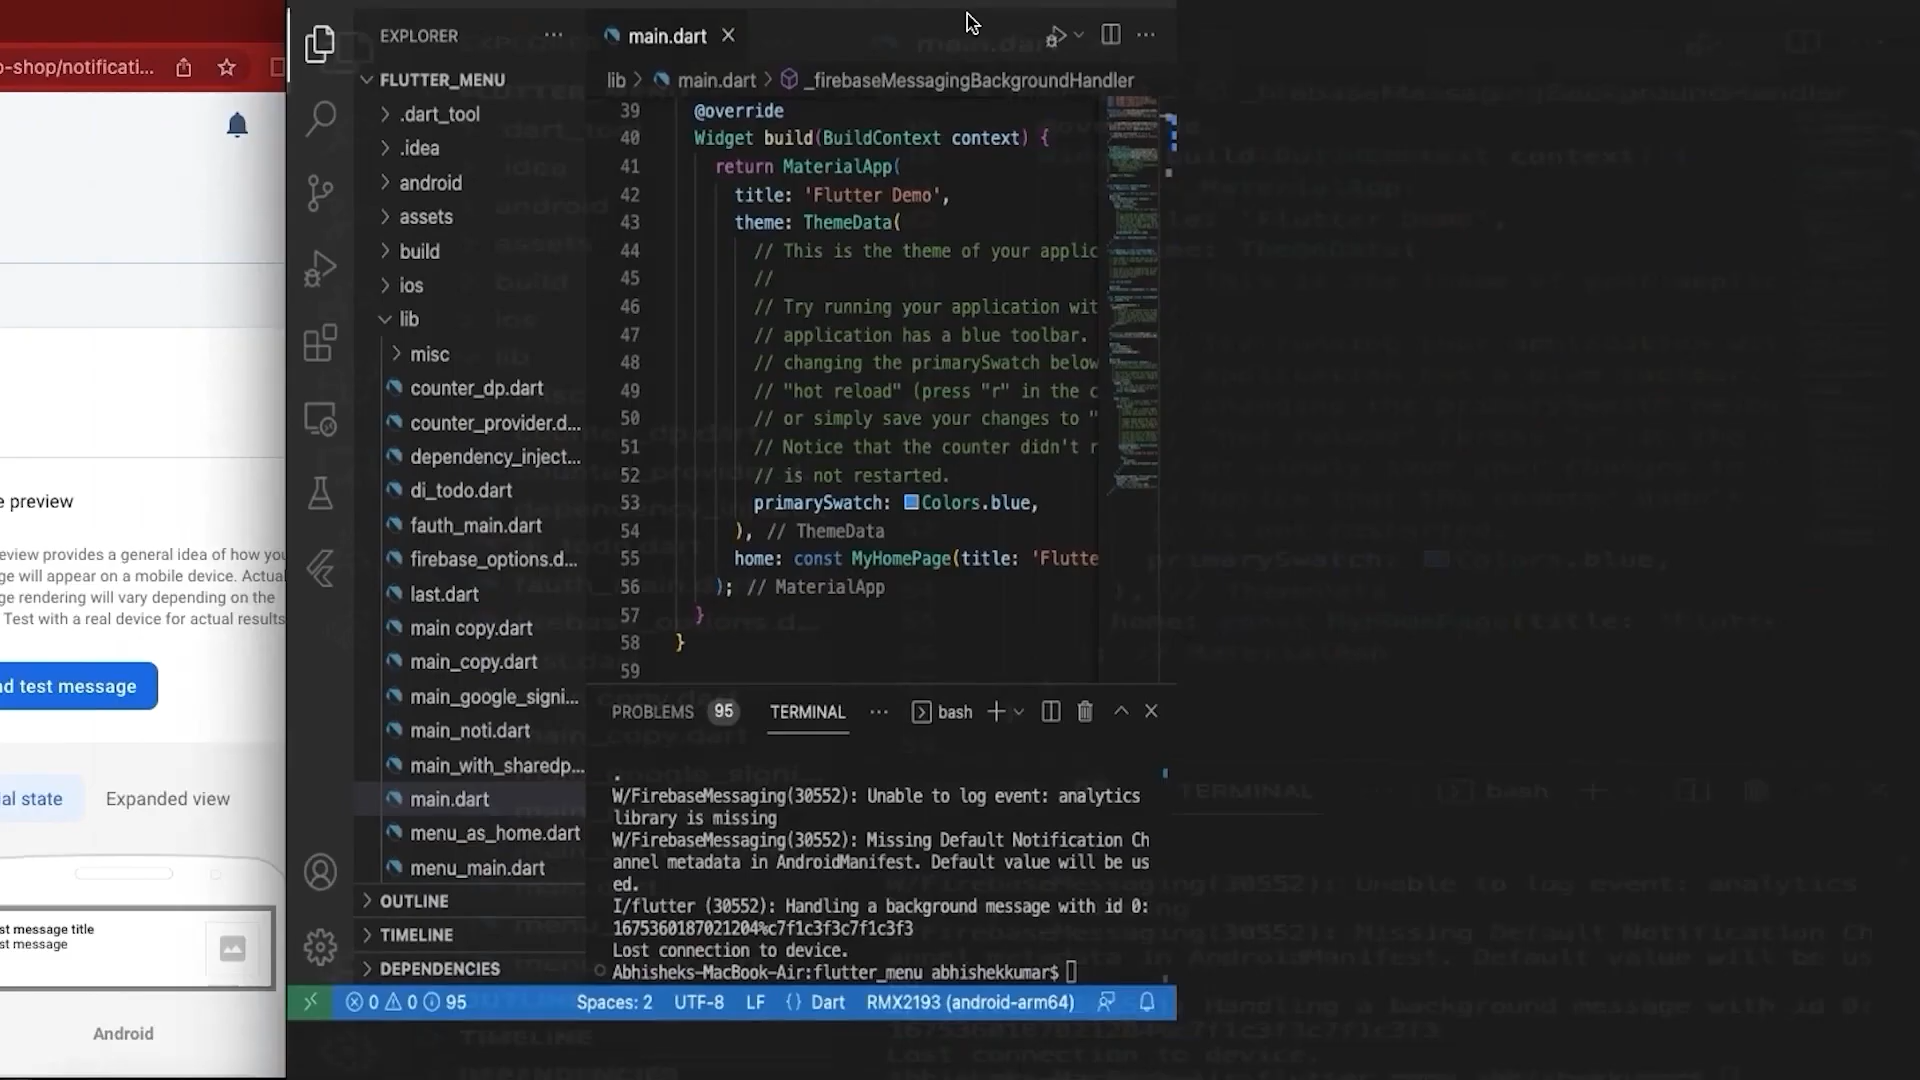 o-shop/notificati...
e preview
eview provides a general idea of how you
ge will appear on a mobile device. Actual
ge rendering will vary depending on the
Test with a real device for actual results
nd test message
al state
Expanded view
st message title
st message
Android
EXPLORER
FLUTTER_MENU
.dart_tool
.idea
android
assets
build
ios
lib
misc
counter_dp.dart
counter_provider.d...
dependency_inject...
di_todo.dart
fauth_main.dart
firebase_options.d...
last.dart
main copy.dart
main_copy.dart
main_google_signi...
main_noti.dart
main_with_sharedp...
main.dart
menu_as_home.dart
menu_main.dart
OUTLINE
TIMELINE
DEPENDENCIES
main.dart
lib > main.dart > _firebaseMessagingBackgroundHandler
39 @override
40 Widget build(BuildContext context) {
41 return MaterialApp(
42 title: 'Flutter Demo',
43 theme: ThemeData(
44 // This is the theme of your applic
45 //
46 // Try running your application wit
47 // application has a blue toolbar.
48 // changing the primarySwatch below
49 // "hot reload" (press "r" in the c
50 // or simply save your changes to "
51 // Notice that the counter didn't r
52 // is not restarted.
53 primarySwatch: Colors.blue,
54 ), // ThemeData
55 home: const MyHomePage(title: 'Flutte
56 ); // MaterialApp
57 }
58 }
59
PROBLEMS 95 TERMINAL bash
.
W/FirebaseMessaging(30552): Unable to log event: analytics
library is missing
W/FirebaseMessaging(30552): Missing Default Notification Ch
annel metadata in AndroidManifest. Default value will be us
ed.
I/flutter (30552): Handling a background message with id 0:
1675360187021204%c7f1c3f3c7f1c3f3
Lost connection to device.
Abhisheks-MacBook-Air:flutter_menu abhishekkumar$
0 0 95 Spaces: 2 UTF-8 LF {} Dart RMX2193 (android-arm64)